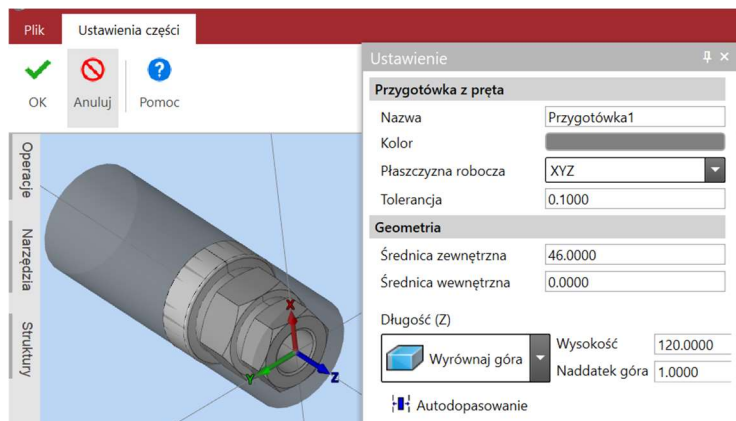 Plik Ustawienia części
OK Anuluj Pomoc
Operacje
Narzędzia
Struktury
X
Y
Z
Ustawienie
Przygotówka z pręta
Nazwa Przygotówka1
Kolor
Płaszczyzna robocza XYZ
Tolerancja 0.1000
Geometria
Średnica zewnętrzna 46.0000
Średnica wewnętrzna 0.0000
Długość (Z)
Wyrównaj góra
Wysokość 120.0000
Naddatek góra 1.0000
Autodopasowanie